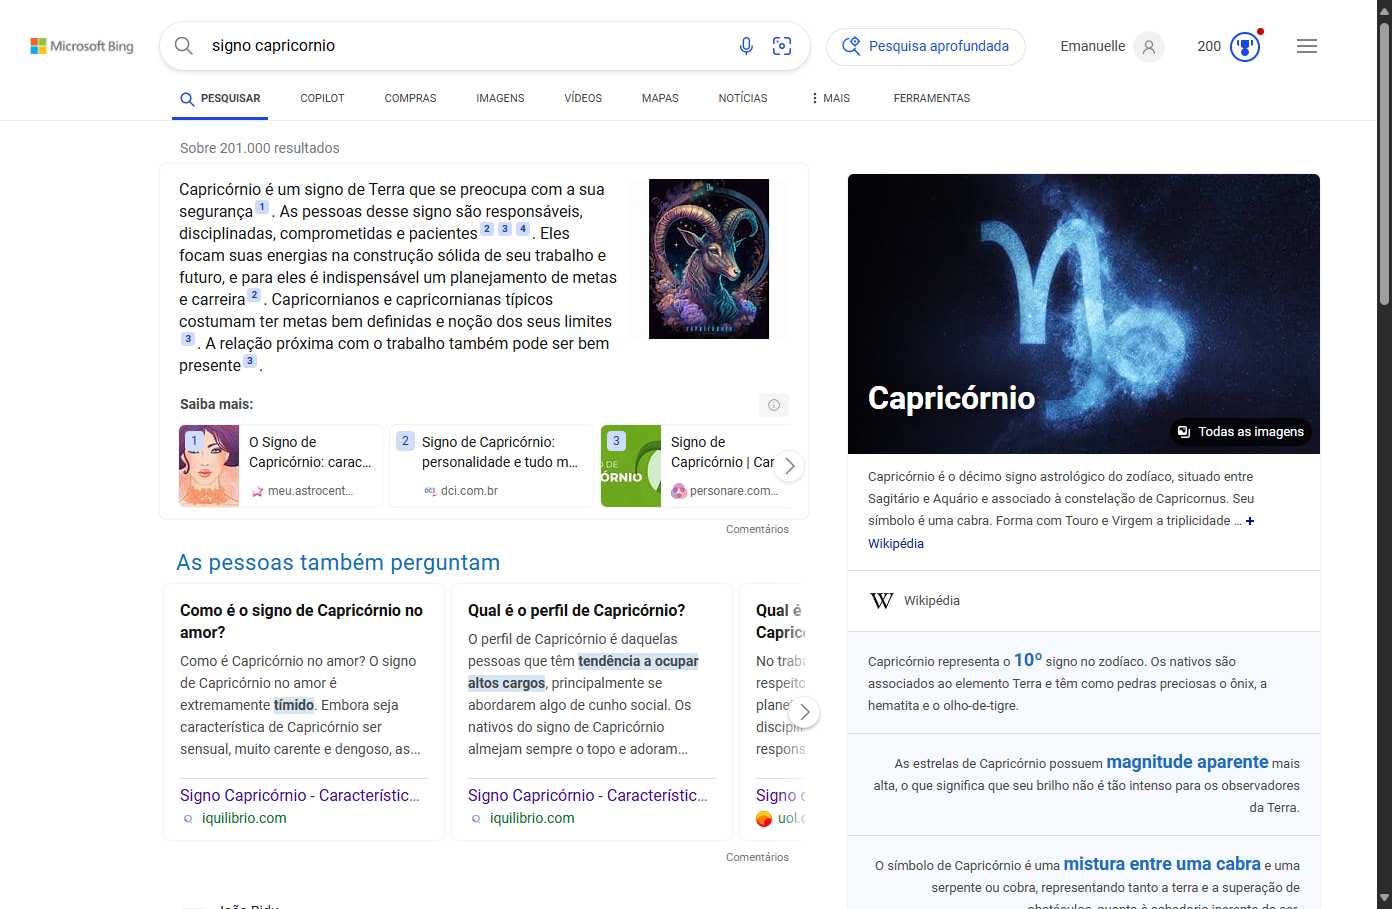 Microsoft Bing
signo capricornio
Pesquisa aprofundada
Emanuelle
200
PESQUISAR
COPILOT
COMPRAS
IMAGENS
VÍDEOS
MAPAS
NOTÍCIAS
MAIS
FERRAMENTAS
Sobre 201.000 resultados
Capricórnio é um signo de Terra que se preocupa com a sua
segurança 1 . As pessoas desse signo são responsáveis,
disciplinadas, comprometidas e pacientes 2 3 4 . Eles
focam suas energias na construção sólida de seu trabalho e
futuro, e para eles é indispensável um planejamento de metas
e carreira 2 . Capricornianos e capricornianas típicos
costumam ter metas bem definidas e noção dos seus limites
3 . A relação próxima com o trabalho também pode ser bem
presente 3 .
CAPRICORNIO
Saiba mais:
1
O Signo de
Capricórnio: carac...
meu.astrocent...
2
Signo de Capricórnio:
personalidade e tudo m...
DCI dci.com.br
3
O DE
ÓRNIO
Signo de
Capricórnio | Car
personare.com...
Comentários
As pessoas também perguntam
Como é o signo de Capricórnio no
amor?
Como é Capricórnio no amor? O signo
de Capricórnio no amor é
extremamente tímido. Embora seja
característica de Capricórnio ser
sensual, muito carente e dengoso, as...
Signo Capricórnio - Característic...
iquilibrio.com
Qual é o perfil de Capricórnio?
O perfil de Capricórnio é daquelas
pessoas que têm tendência a ocupar
altos cargos, principalmente se
abordarem algo de cunho social. Os
nativos do signo de Capricórnio
almejam sempre o topo e adoram...
Signo Capricórnio - Característic...
iquilibrio.com
Qual é
Capric
No trab
respeito
plane
discipl
respons
Signo
uol.
Comentários
Capricórnio
Todas as imagens
Capricórnio é o décimo signo astrológico do zodíaco, situado entre
Sagitário e Aquário e associado à constelação de Capricornus. Seu
símbolo é uma cabra. Forma com Touro e Virgem a triplicidade ... +
Wikipédia
W Wikipédia
Capricórnio representa o 10º signo no zodíaco. Os nativos são
associados ao elemento Terra e têm como pedras preciosas o ônix, a
hematita e o olho-de-tigre.
As estrelas de Capricórnio possuem magnitude aparente mais
alta, o que significa que seu brilho não é tão intenso para os observadores
da Terra.
O símbolo de Capricórnio é uma mistura entre uma cabra e uma
serpente ou cobra, representando tanto a terra e a superação de